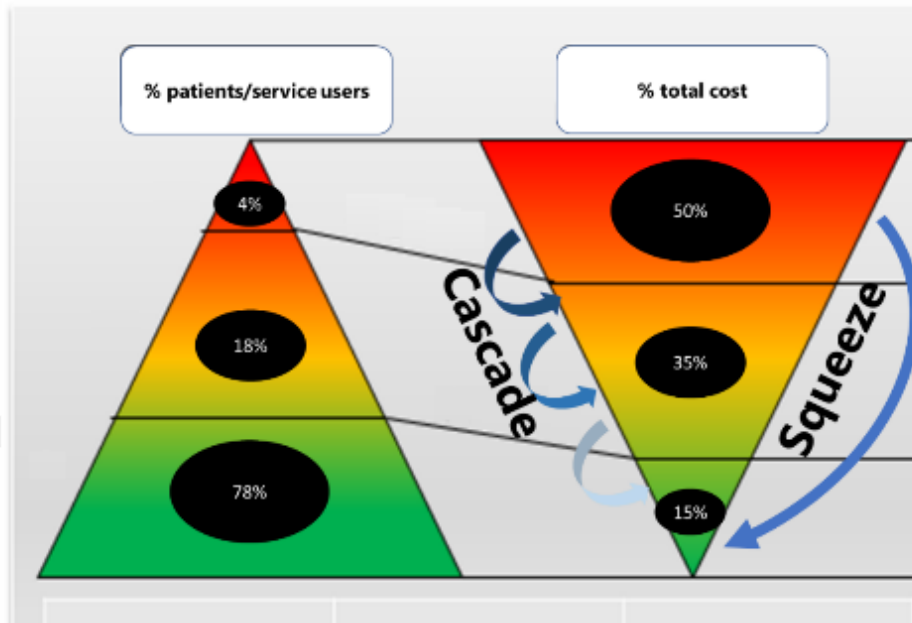 % patients/service users
% total cost
4%
50%
Cascade
Squeeze
18%
35%
78%
15%